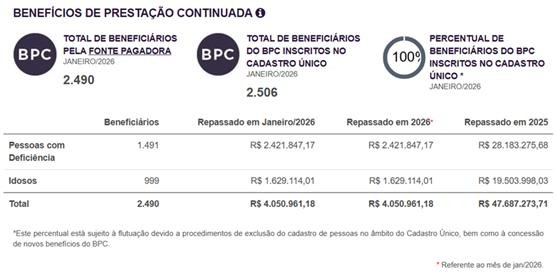 BENEFÍCIOS DE PRESTAÇÃO CONTINUADA
BPC
TOTAL DE BENEFICIÁRIOS
PELA FONTE PAGADORA
JANEIRO/2026
2.490
BPC
TOTAL DE BENEFICIÁRIOS
DO BPC INSCRITOS NO
CADASTRO ÚNICO
JANEIRO/2026
2.506
100%
PERCENTUAL DE
BENEFICIÁRIOS DO BPC
INSCRITOS NO CADASTRO
ÚNICO *
JANEIRO/2026
Beneficiários Repassado em Janeiro/2026 Repassado em 2026* Repassado em 2025
Pessoas com
Deficiência 1.491 R$ 2.421.847,17 R$ 2.421.847,17 R$ 28.183.275,68
Idosos 999 R$ 1.629.114,01 R$ 1.629.114,01 R$ 19.503.998,03
Total 2.490 R$ 4.050.961,18 R$ 4.050.961,18 R$ 47.687.273,71
*Este percentual está sujeito à flutuação devido a procedimentos de exclusão do cadastro de pessoas no âmbito do Cadastro Único, bem como à concessão
de novos benefícios do BPC.
* Referente ao mês de jan/2026.